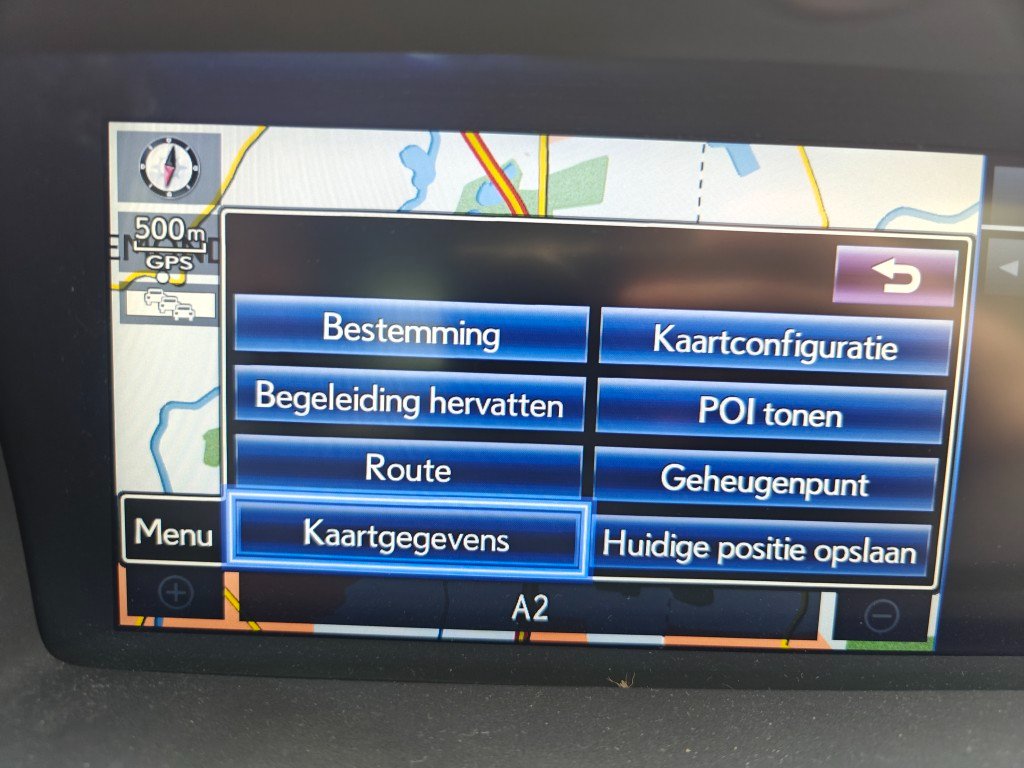 500m
GPS
Bestemming
Kaartconfiguratie
Begeleiding hervatten
POI tonen
Route
Geheugenpunt
Menu
Kaartgegevens
Huidige positie opslaan
A2